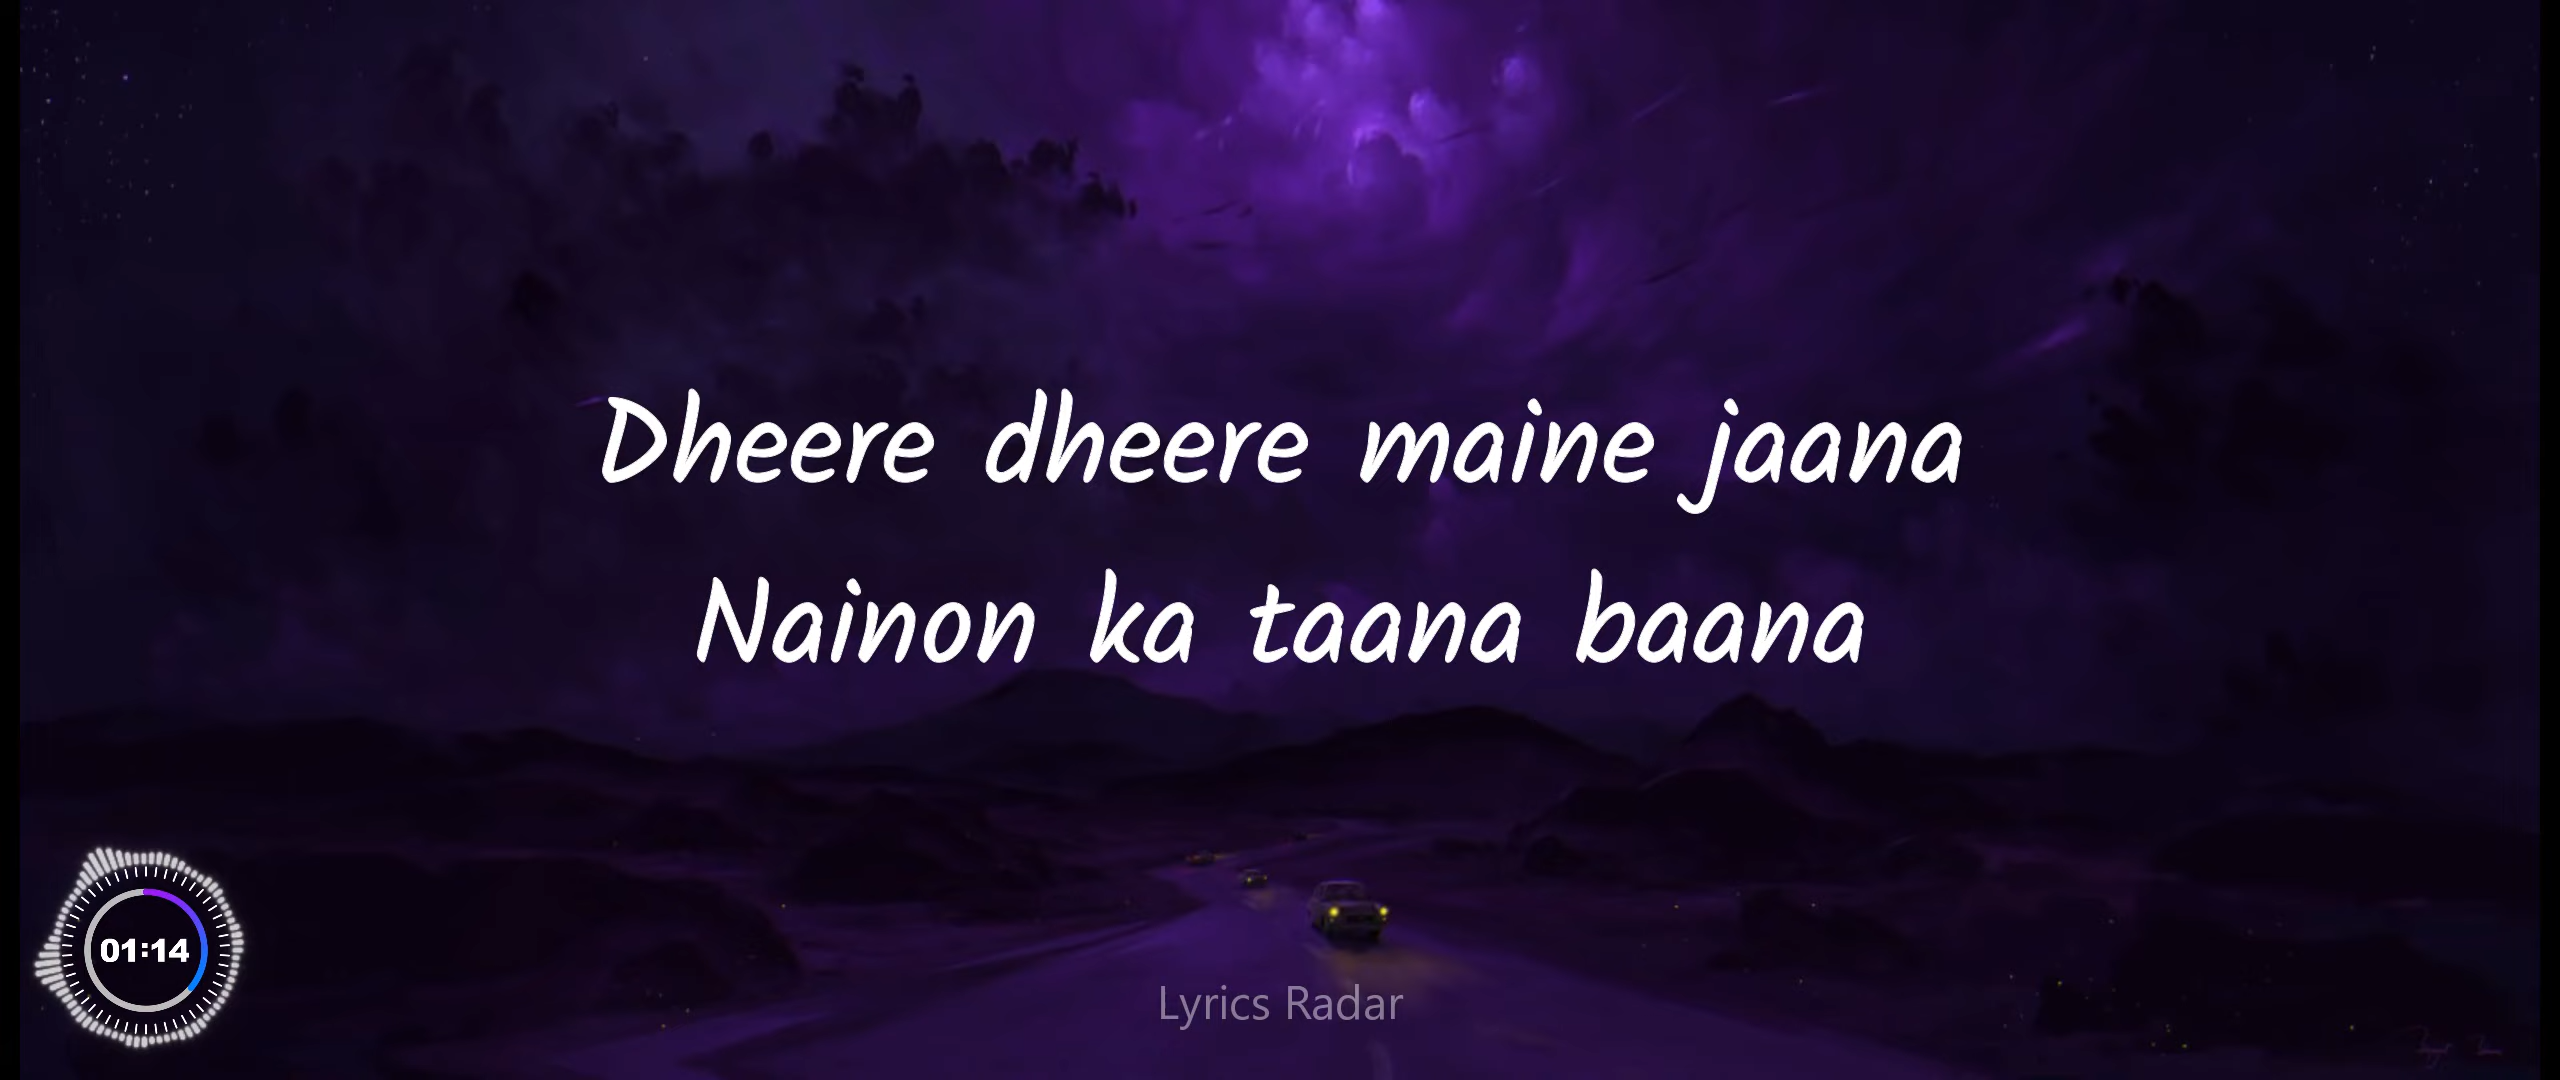 Dheere dheere maine jaana
Nainon ka taana baana
01:14
Lyrics Radar